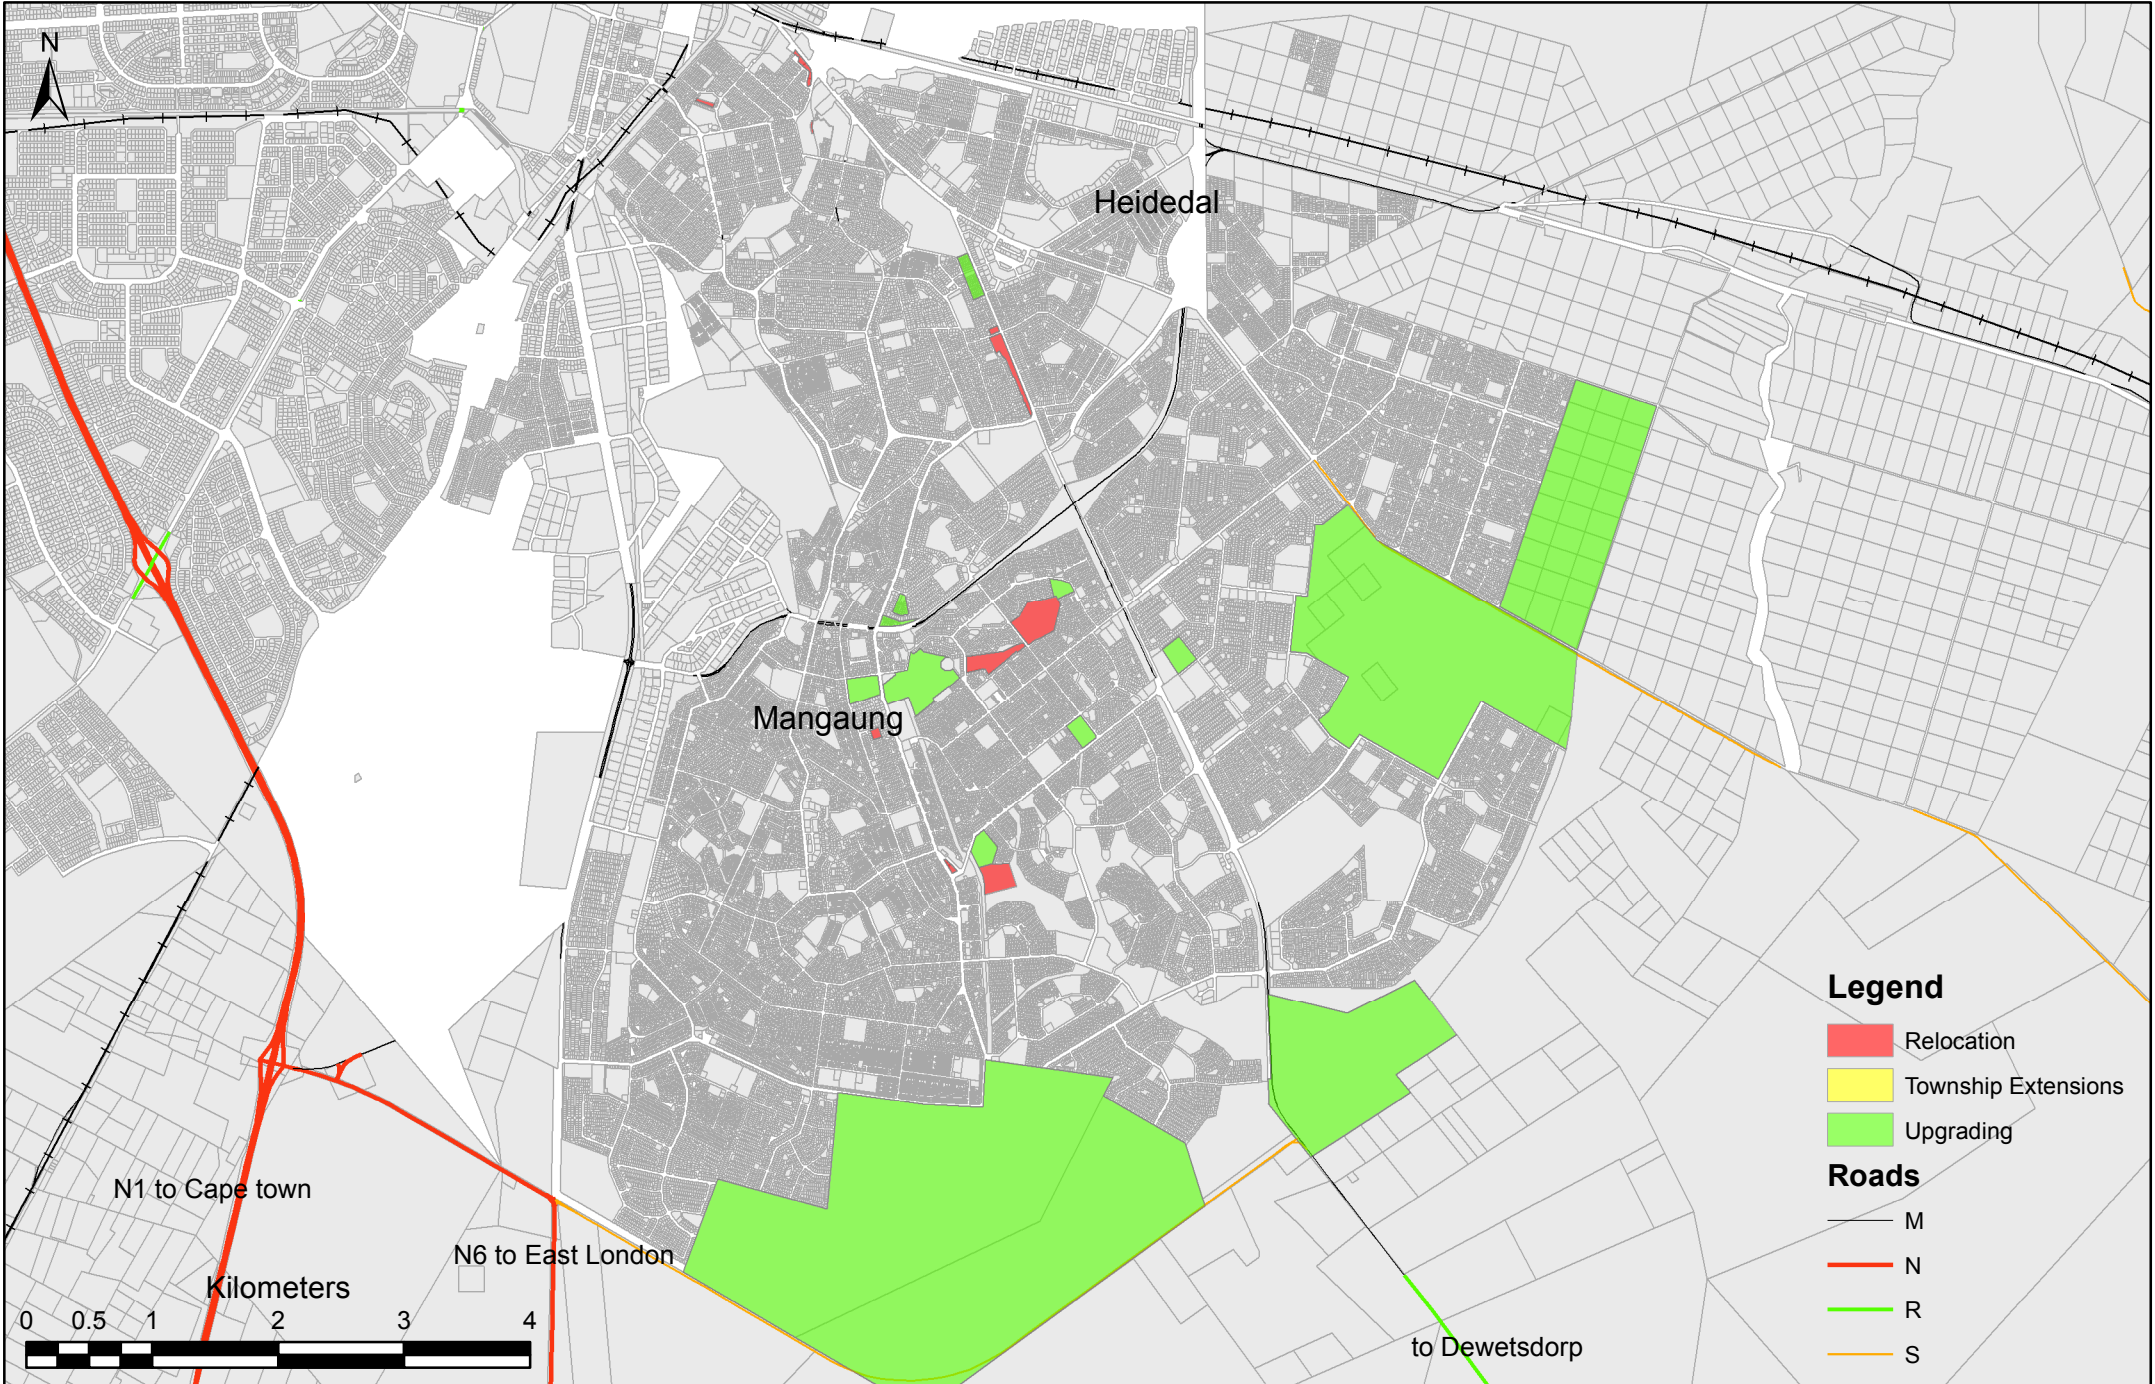 N
Heidedal
Mangaung
Legend
Relocation
Township Extensions
Upgrading
Roads
M
N
R
S
N1 to Cape town
N6 to East London
to Dewetsdorp
Kilometers
0 0.5 1 2 3 4